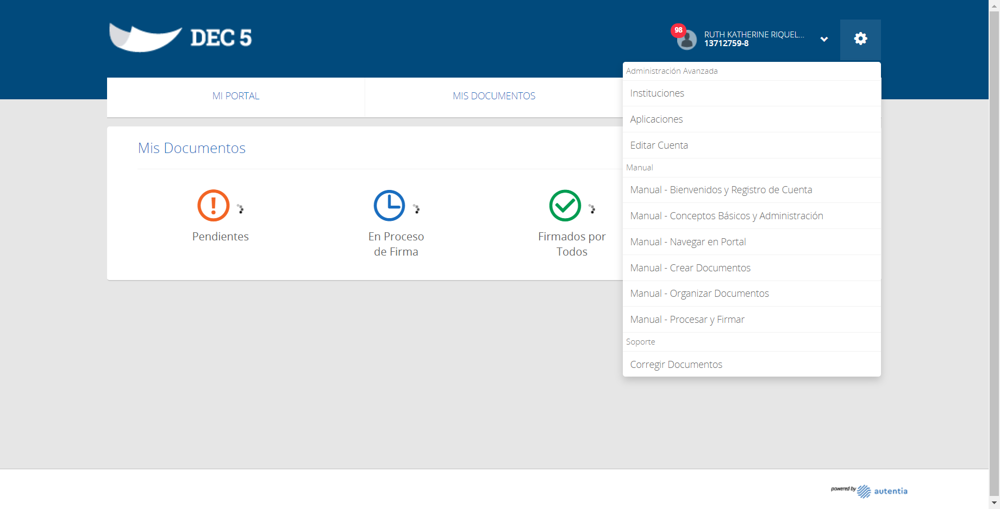 DEC 5
98
RUTH KATHERINE RIQUEL...
13712759-8
Administración Avanzada
Instituciones
Aplicaciones
Editar Cuenta
Manual
Manual - Bienvenidos y Registro de Cuenta
Manual - Conceptos Básicos y Administración
Manual - Navegar en Portal
Manual - Crear Documentos
Manual - Organizar Documentos
Manual - Procesar y Firmar
Soporte
Corregir Documentos
MI PORTAL
MIS DOCUMENTOS
Mis Documentos
Pendientes
En Proceso
de Firma
Firmados por
Todos
powered by autentia